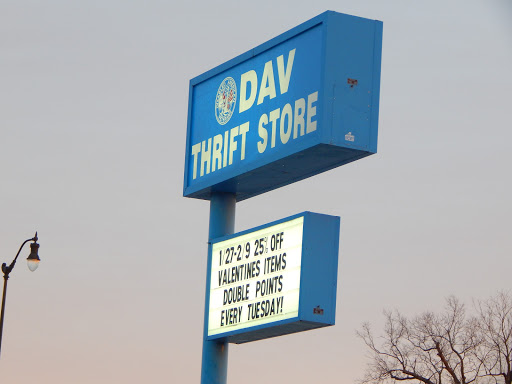 DAV
THRIFT STORE
1/27-2/9 25% OFF
VALENTINES ITEMS
DOUBLE POINTS
EVERY TUESDAY!